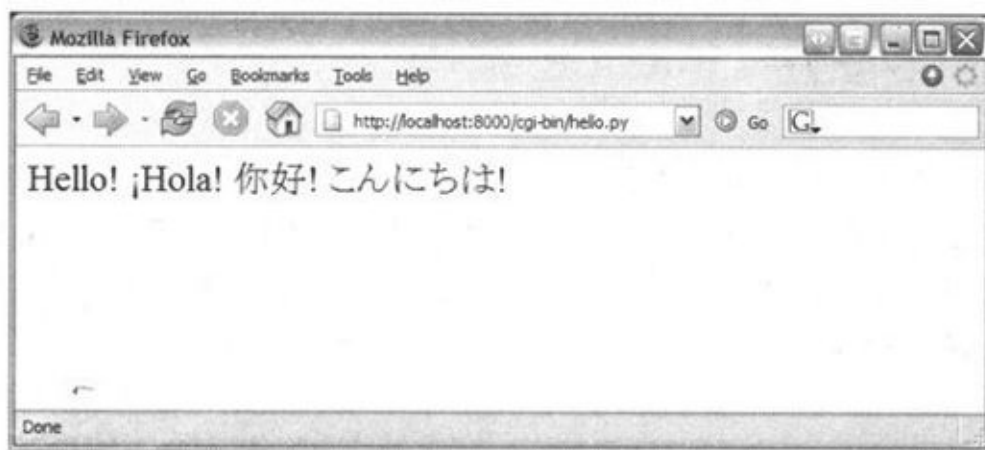 Mozilla Firefox
File Edit View Go Bookmarks Tools Help
http://localhost:8000/cgi-bin/hello.py Go G
Hello! ¡Hola! 你好! こんにちは!
Done